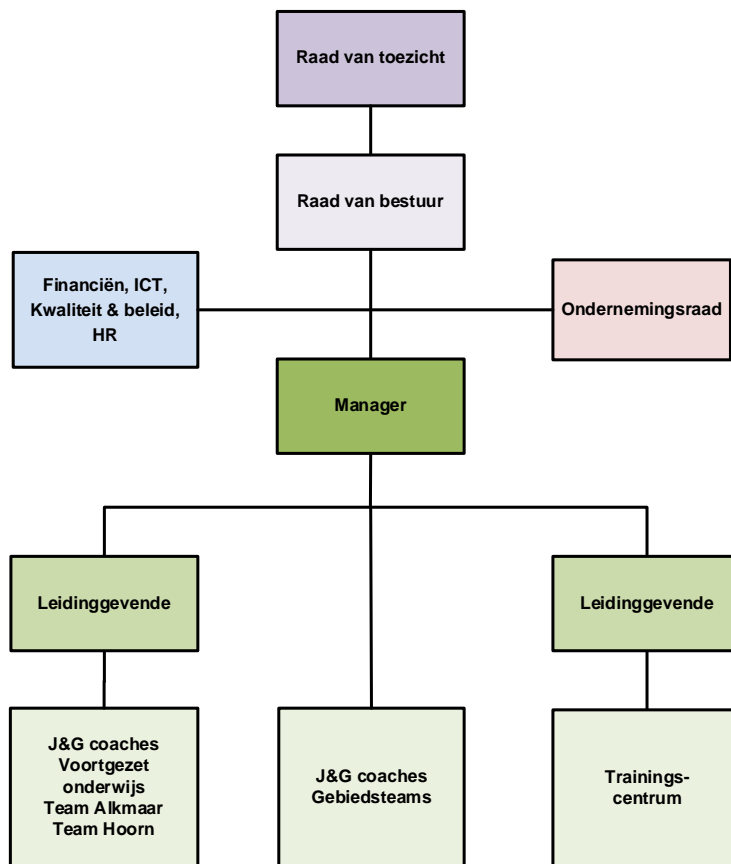 Raad van toezicht
Raad van bestuur
Financiën, ICT,
Kwaliteit & beleid,
HR
Ondernemingsraad
Manager
Leidinggevende
Leidinggevende
J&G coaches
Voortgezet
onderwijs
Team Alkmaar
Team Hoorn
J&G coaches
Gebiedsteams
Trainings-
centrum